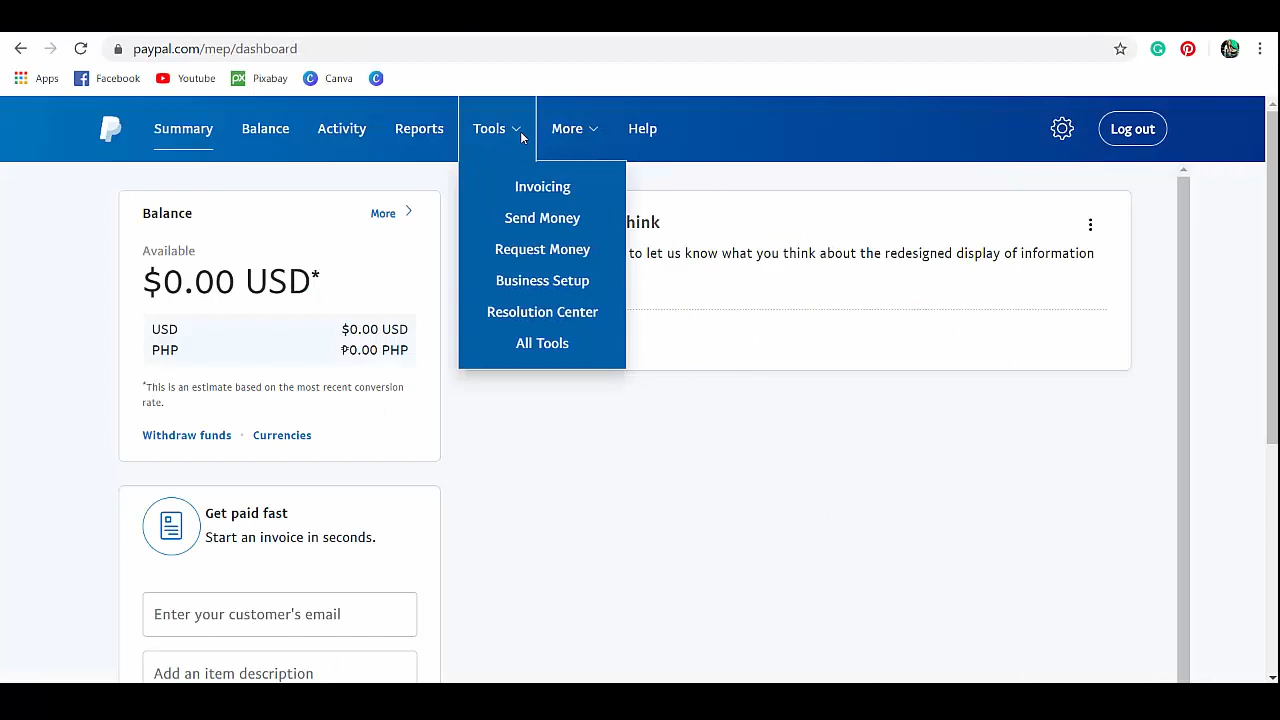 paypal.com/mep/dashboard
Apps
Facebook
Youtube
Pixabay
Canva
Summary
Balance
Activity
Reports
Tools
More
Help
Log out
Invoicing
Send Money
Request Money
Business Setup
Resolution Center
All Tools
Balance
More
Available
$0.00 USD*
USD $0.00 USD
PHP ₱0.00 PHP
*This is an estimate based on the most recent conversion
rate.
Withdraw funds · Currencies
hink
to let us know what you think about the redesigned display of information
Get paid fast
Start an invoice in seconds.
Enter your customer's email
Add an item description